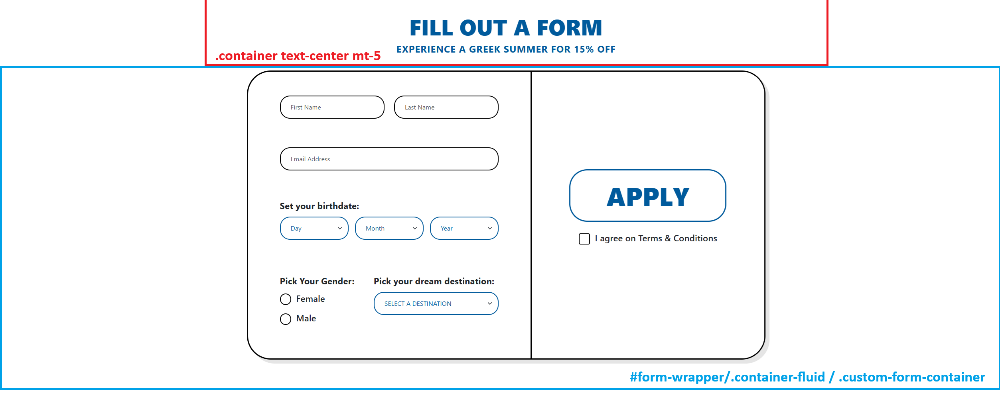 FILL OUT A FORM
EXPERIENCE A GREEK SUMMER FOR 15% OFF
.container text-center mt-5
First Name
Last Name
Email Address
Set your birthdate:
Day
Month
Year
Pick Your Gender:
Female
Male
Pick your dream destination:
SELECT A DESTINATION
APPLY
I agree on Terms & Conditions
#form-wrapper/.container-fluid / .custom-form-container